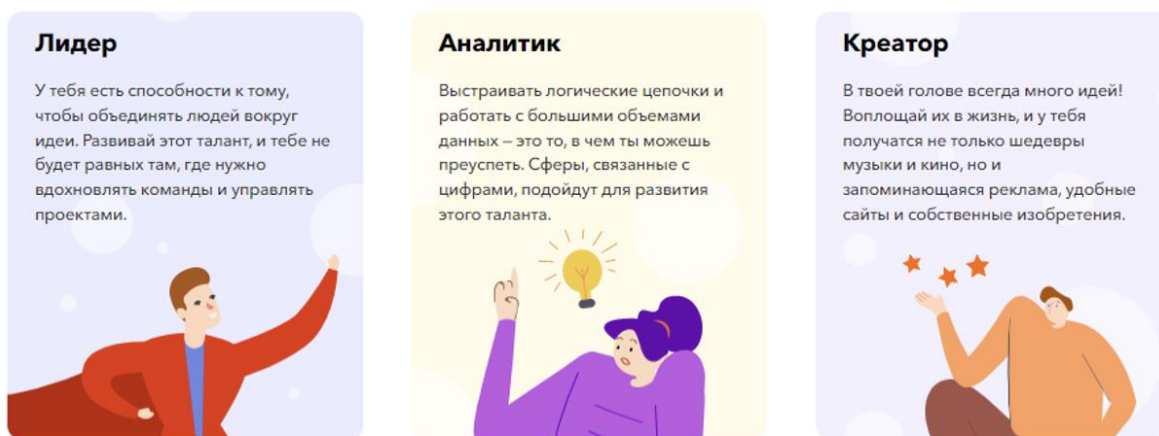 Лидер
У тебя есть способности к тому,
чтобы объединять людей вокруг
идеи. Развивай этот талант, и тебе не
будет равных там, где нужно
вдохновлять команды и управлять
проектами.
Аналитик
Выстраивать логические цепочки и
работать с большими объемами
данных – это то, в чем ты можешь
преуспеть. Сферы, связанные с
цифрами, подойдут для развития
этого таланта.
Креатор
В твоей голове всегда много идей!
Воплощай их в жизнь, и у тебя
получатся не только шедевры
музыки и кино, но и
запоминающаяся реклама, удобные
сайты и собственные изобретения.